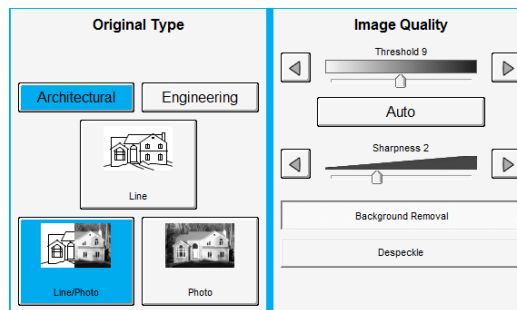 Original Type
Architectural
Engineering
Line
Line/Photo
Photo
Image Quality
Threshold 9
Auto
Sharpness 2
Background Removal
Despeckle